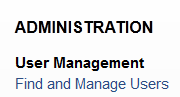 ADMINISTRATION
User Management
Find and Manage Users